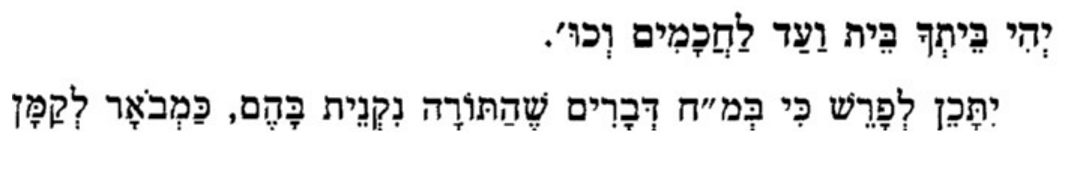 יְהִי בֵּיתְךָ בֵּית וַעַד לַחֲכָמִים וְכוּ׳.
יִתָּכֵן לְפָרֵשׁ כִּי בְּמ״ח דְּבָרִים שֶׁהַתּוֹרָה נִקְנֵית בָּהֶם, כַּמְבֹאָר לְקַמָּן